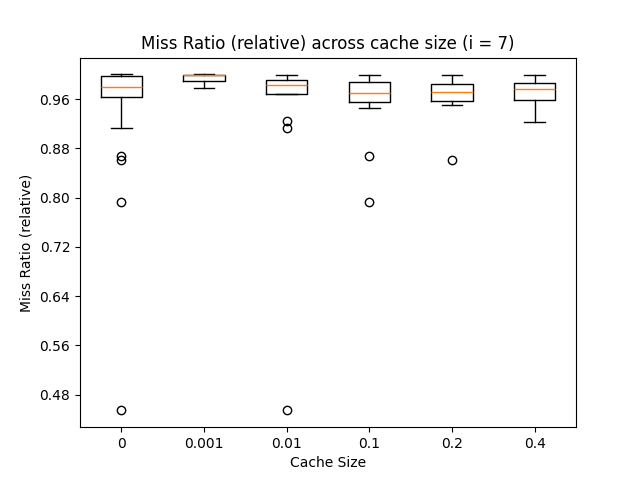 Miss Ratio (relative) across cache size (i = 7)
Miss Ratio (relative)
0.96
0.88
0.80
0.72
0.64
0.56
0.48
0 0.001 0.01 0.1 0.2 0.4
Cache Size